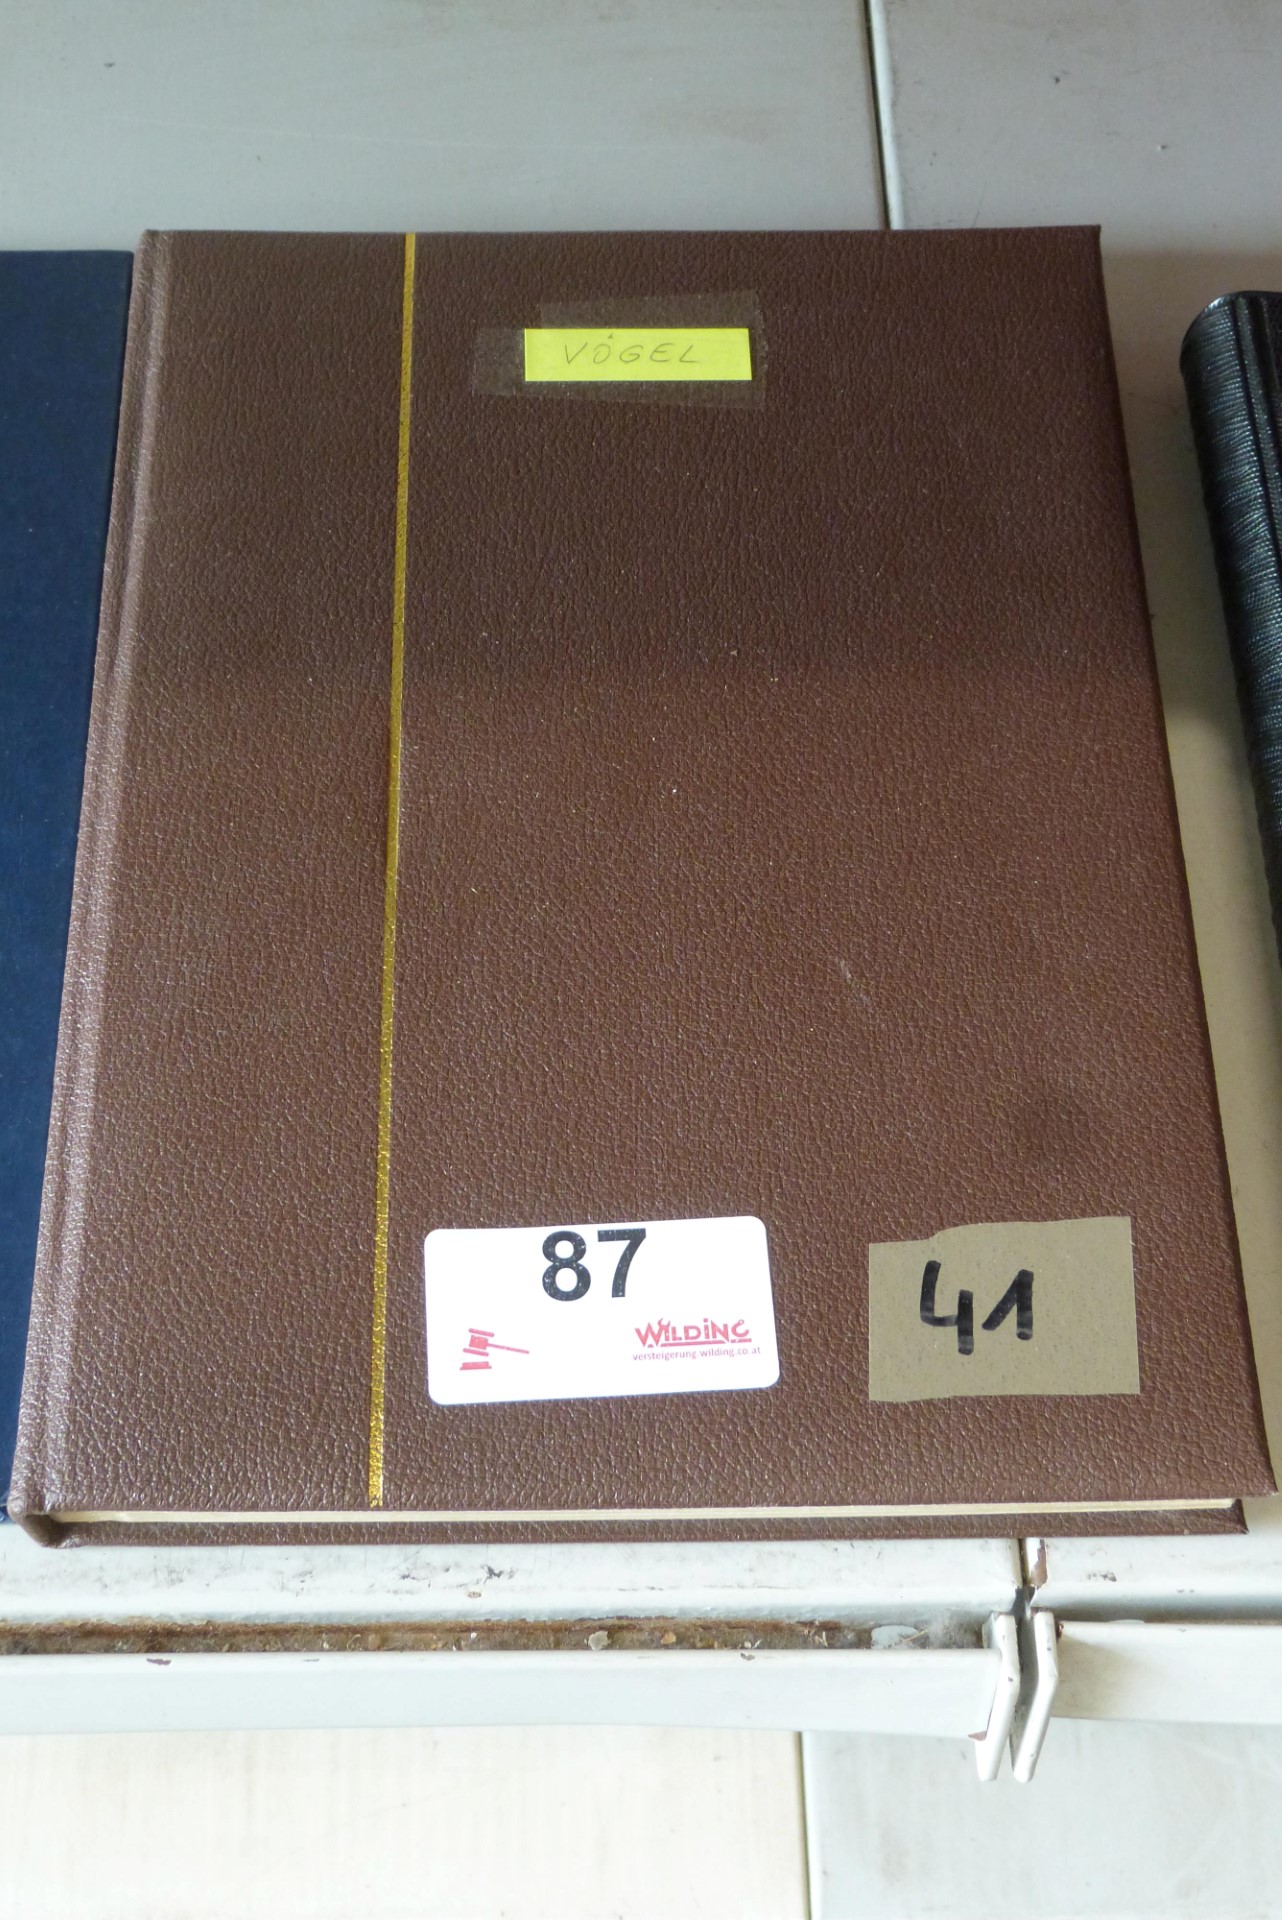 VÖGEL
87
WILDING
versteigerung-wilding.co.at
41